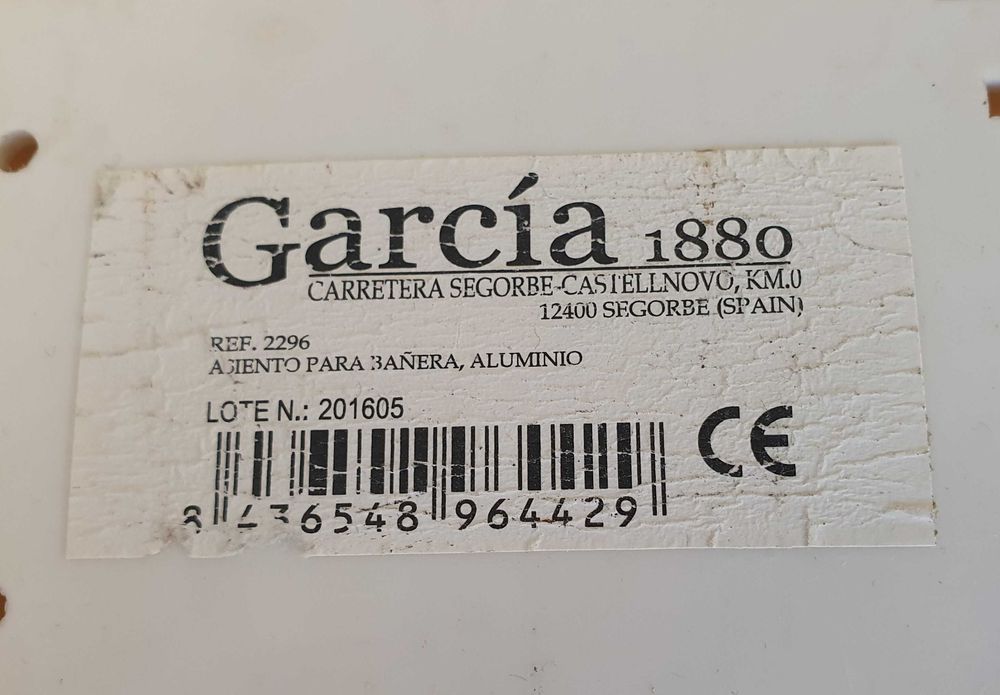 García 1880
CARRETERA SEGORBE-CASTELLNOVO, KM.0
12400 SEGORBE (SPAIN)
REF. 2296
ASIENTO PARA BAÑERA, ALUMINIO
LOTE N.: 201605
CE
8 436548 964429